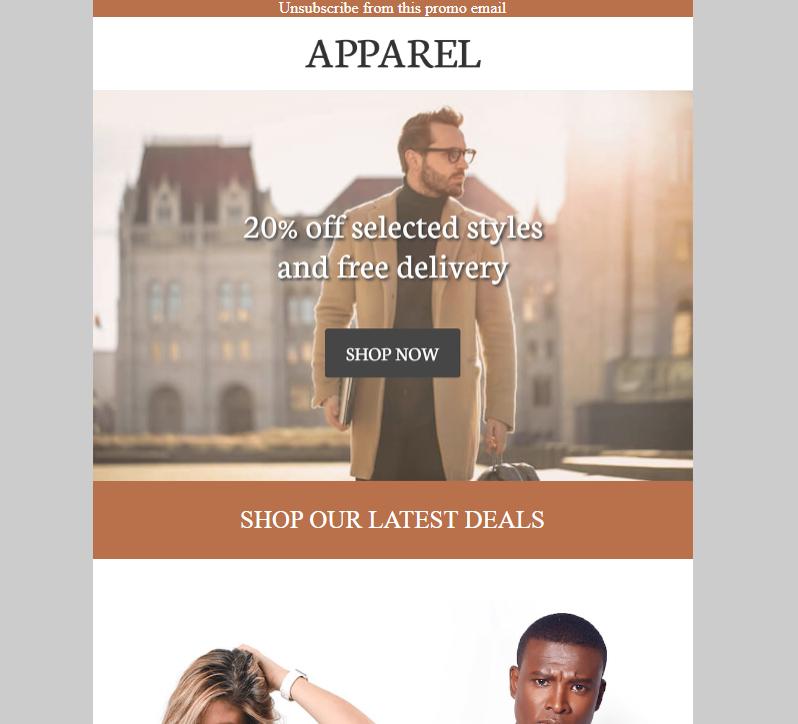 Unsubscribe from this promo email
APPAREL
20% off selected styles
and free delivery
SHOP NOW
SHOP OUR LATEST DEALS